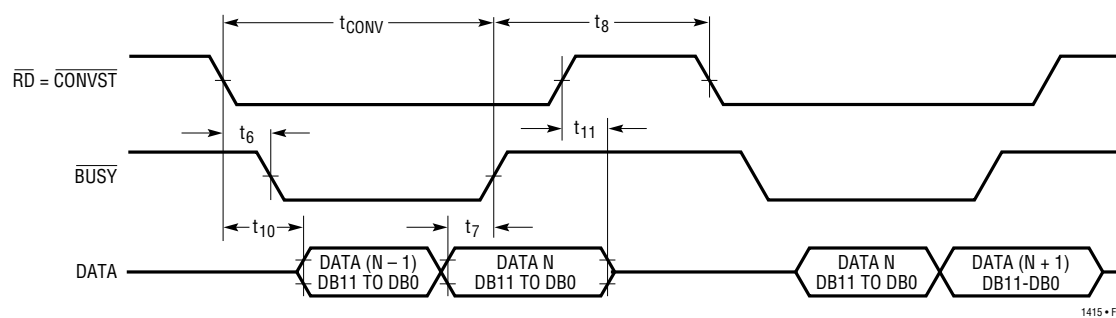 tCONV
t8
RD = CONVST
t6
t11
BUSY
t10
t7
DATA
DATA (N – 1)
DB11 TO DB0
DATA N
DB11 TO DB0
DATA N
DB11 TO DB0
DATA (N + 1)
DB11-DB0
1415 • F